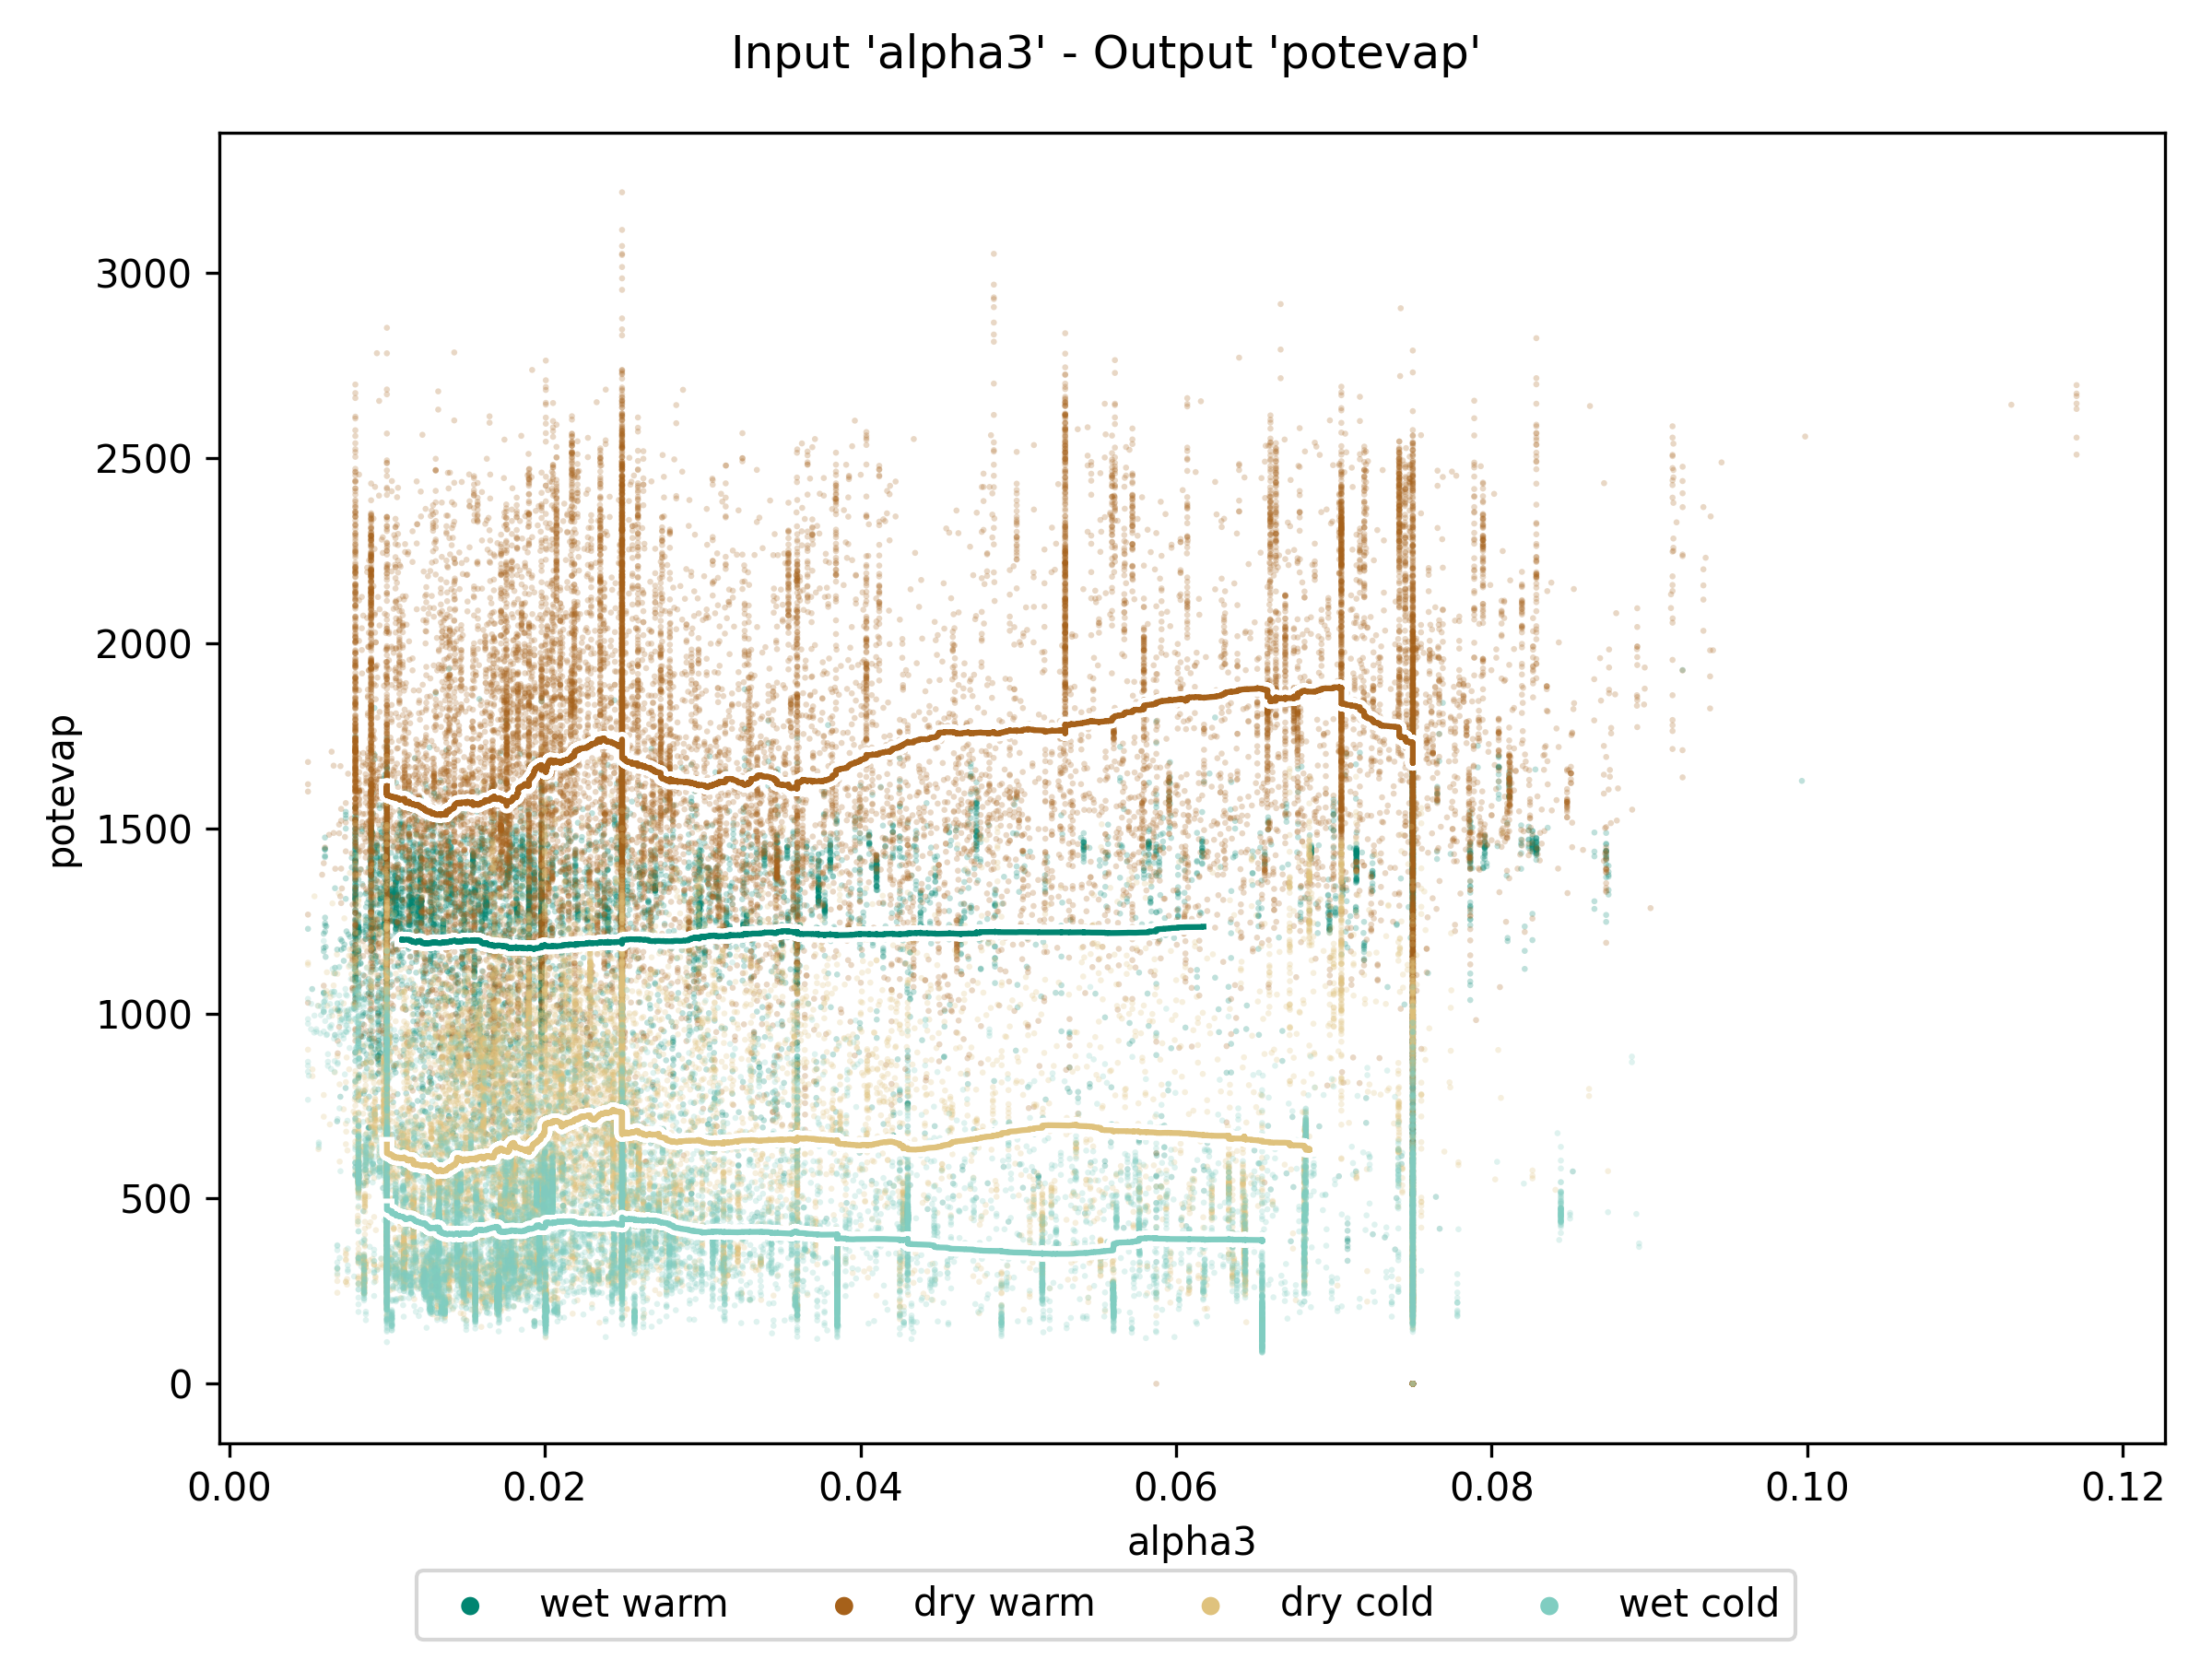 Input 'alpha3' - Output 'potevap'
3000
2500
2000
1500
1000
500
0
potevap
0.00 0.02 0.04 0.06 0.08 0.10 0.12
alpha3
wet warm dry warm dry cold wet cold